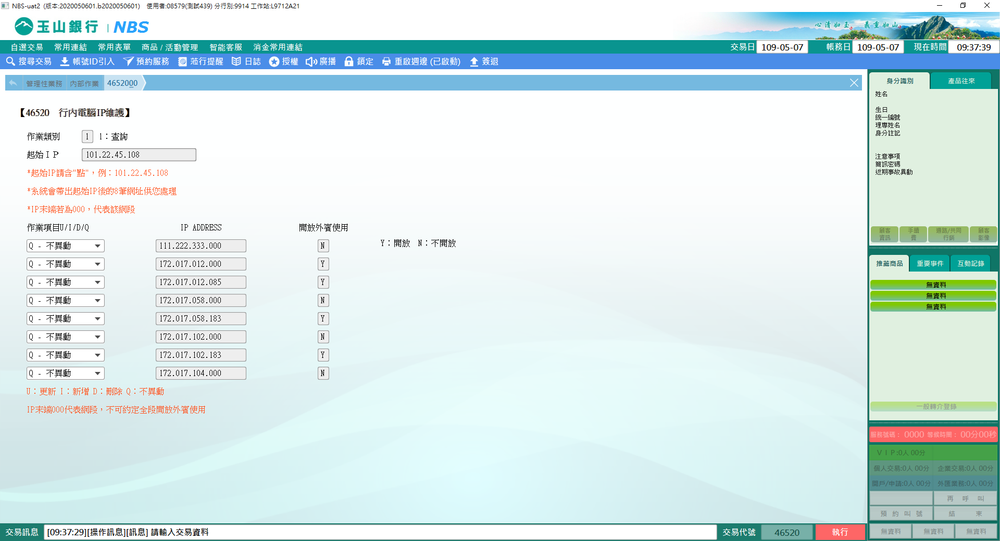 NBS-uat2 (版本:2020050601.b2020050601) 使用者:08579(測試439) 分行別:9914 工作站:L9712A21
玉山銀行 | NBS
心清如玉 義重如山
自選交易 常用連結 常用表單 商品 / 活動管理 智能客服 消金常用連結 交易日 109-05-07 帳務日 109-05-07 現在時間 09:37:39
搜尋交易 帳號ID引入 預約服務 蒞行提醒 日誌 授權 廣播 鎖定 重啟週邊 (已啟動) 簽退
管理性業務 內部作業 4652000
【46520 行內電腦IP維護】
作業類別 1 1：查詢
起始ＩＰ 101.22.45.108
*起始IP請含"點"，例：101.22.45.108
*系統會帶出起始IP後的8筆網址供您處理
*IP末端若為000，代表該網段
作業項目U/I/D/Q IP ADDRESS 開放外賓使用
Q - 不異動 111.222.333.000 N Y：開放 N：不開放
Q - 不異動 172.017.012.000 Y
Q - 不異動 172.017.012.085 Y
Q - 不異動 172.017.058.000 N
Q - 不異動 172.017.058.183 Y
Q - 不異動 172.017.102.000 N
Q - 不異動 172.017.102.183 Y
Q - 不異動 172.017.104.000 N
U：更新 I：新增 D：刪除 Q：不異動
IP末端000代表網段，不可約定全段開放外賓使用
身分識別 產品往來
姓名
生日
統一編號
理專姓名
身分註記
注意事項
簡訊密碼
近期事故異動
顧客資訊 手續費 通路/共同行銷 顧客影像
推薦商品 重要事件 互動記錄
無資料
無資料
無資料
一般轉介登錄
服務號碼： 0000 等候時間： 00分00秒
ＶＩＰ:0人 00分
個人交易:0人 00分 企業交易:0人 00分
開戶/申請:0人 00分 外匯業務:0人 00分
再 呼 叫
預 約 叫 號 結 束
無資料 無資料 無資料
交易訊息 [09:37:29][操作訊息][訊息] 請輸入交易資料 交易代號 46520 執行